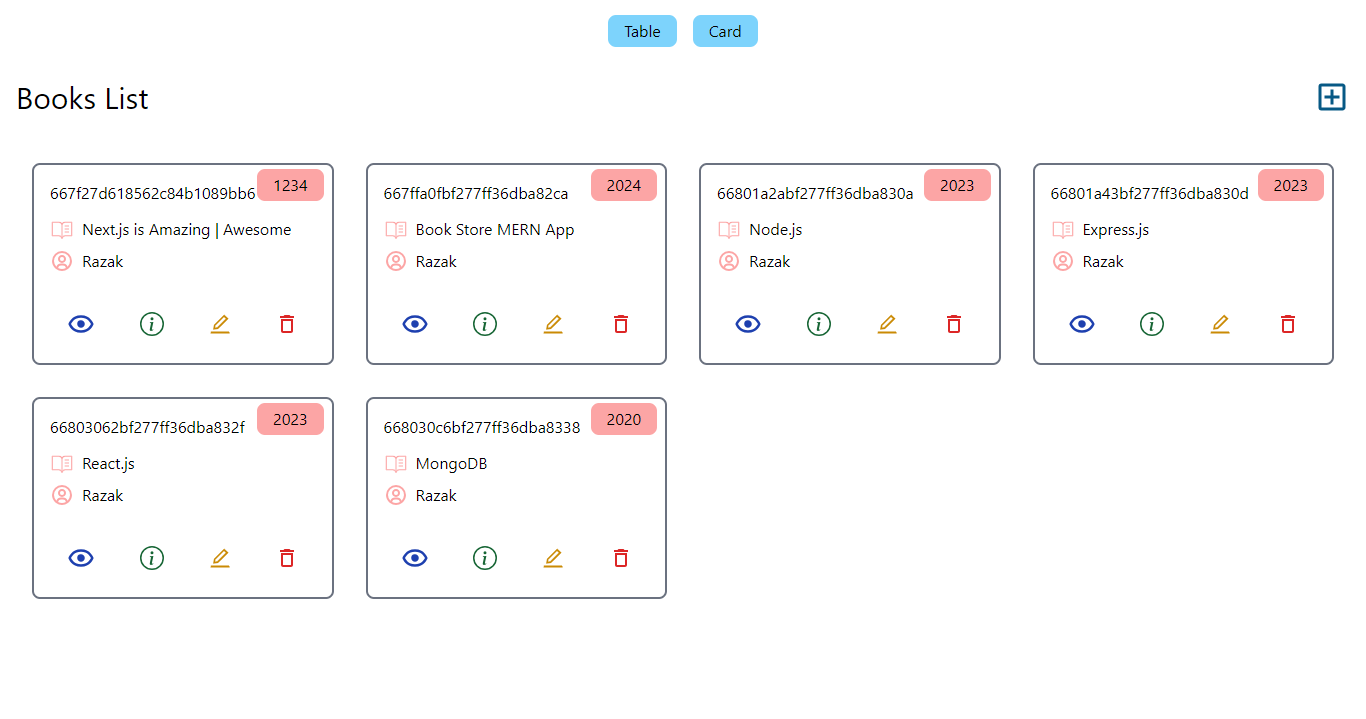 Table
Card
Books List
667f27d618562c84b1089bb6
1234
Next.js is Amazing | Awesome
Razak
667ffa0fbf277ff36dba82ca
2024
Book Store MERN App
Razak
66801a2abf277ff36dba830a
2023
Node.js
Razak
66801a43bf277ff36dba830d
2023
Express.js
Razak
66803062bf277ff36dba832f
2023
React.js
Razak
668030c6bf277ff36dba8338
2020
MongoDB
Razak